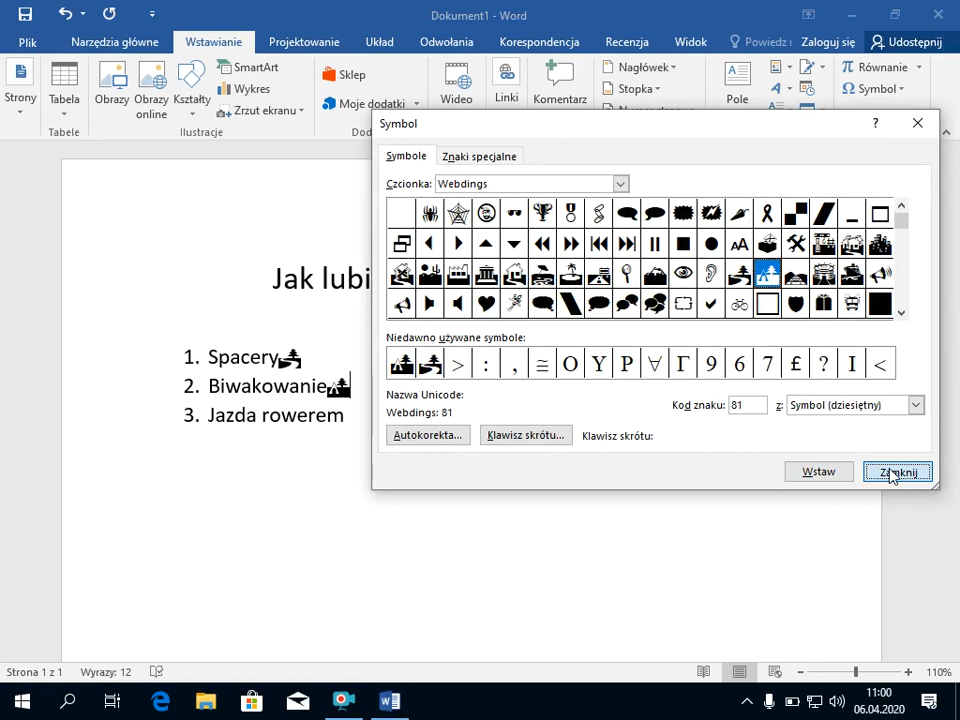 Dokument1 - Word
Plik Narzędzia główne Wstawianie Projektowanie Układ Odwołania Korespondencja Recenzja Widok Powiedz Zaloguj się Udostępnij
Strony
Tabela
Obrazy
Obrazy online
Kształty
SmartArt
Wykres
Zrzut ekranu
Sklep
Moje dodatki
Video
Linki
Komentarz
Nagłówek
Stopka
Pole
Równanie
Symbol
Tabele
Ilustracje
Symbol
?
Symbole Znaki specjalne
Czcionka: Webdings
Niedawno używane symbole:
> : , ≅ O Y P ∀ Γ 9 6 7 £ ? I <
Nazwa Unicode:
Webdings: 81
Kod znaku: 81 z: Symbol (dziesiętny)
Autokorekta... Klawisz skrótu... Klawisz skrótu:
Wstaw Zamknij
Jak lubi
1. Spacery
2. Biwakowanie
3. Jazda rowerem
Strona 1 z 1 Wyrazy: 12
110%
11:00
06.04.2020